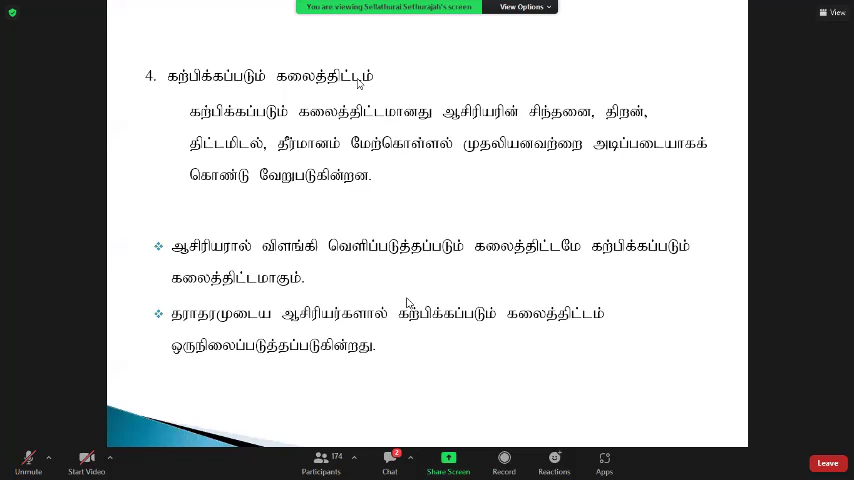 You are viewing Sellathurai Sethurajah's screen View Options
View
4. கற்பிக்கப்படும் கலைத்திட்டம்
கற்பிக்கப்படும் கலைத்திட்டமானது ஆசிரியரின் சிந்தனை, திறன்,
திட்டமிடல், தீர்மானம் மேற்கொள்ளல் முதலியனவற்றை அடிப்படையாகக்
கொண்டு வேறுபடுகின்றன.
ஆசிரியரால் விளங்கி வெளிப்படுத்தப்படும் கலைத்திட்டமே கற்பிக்கப்படும்
கலைத்திட்டமாகும்.
தராதரமுடைய ஆசிரியர்களால் கற்பிக்கப்படும் கலைத்திட்டம்
ஒருநிலைப்படுத்தப்படுகின்றது.
174 2
Unmute Start Video Participants Chat Share Screen Record Reactions Apps Leave